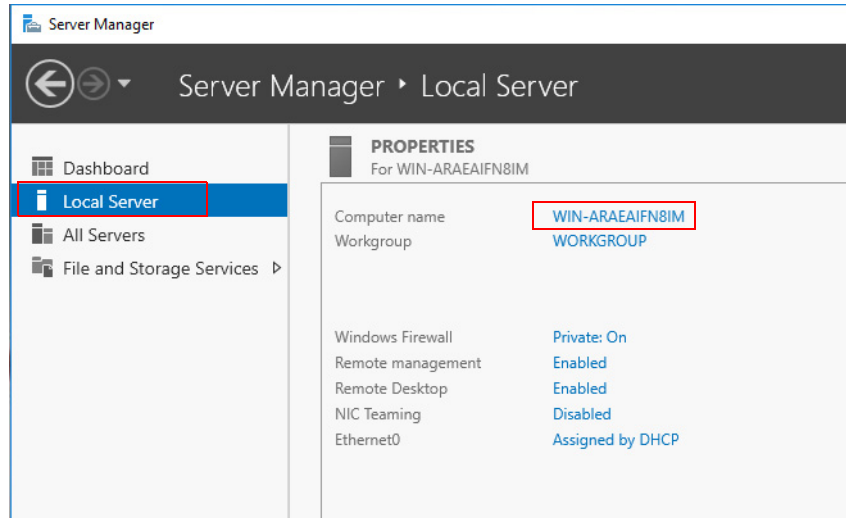 Server Manager
Server Manager ‣ Local Server
Dashboard
Local Server
All Servers
File and Storage Services
PROPERTIES
For WIN-ARAEAIFN8IM
Computer name WIN-ARAEAIFN8IM
Workgroup WORKGROUP
Windows Firewall Private: On
Remote management Enabled
Remote Desktop Enabled
NIC Teaming Disabled
Ethernet0 Assigned by DHCP